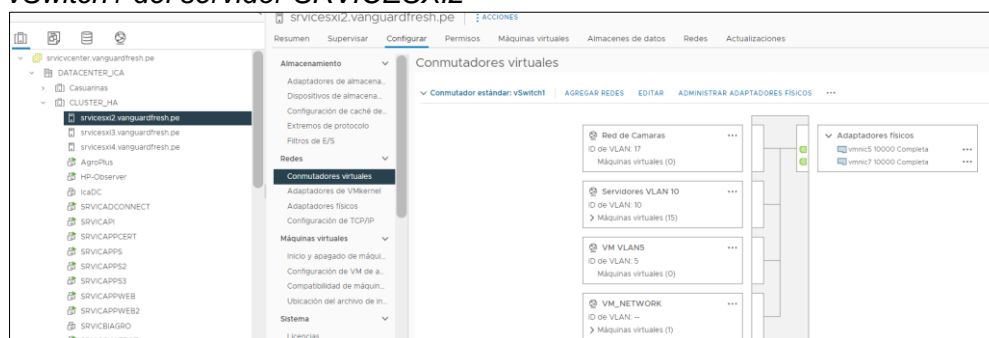 vSwitch1 del servidor SRVICESXI2
srvicesxi2.vanguardfresh.pe
ACCIONES
Resumen Supervisar Configurar Permisos Máquinas virtuales Almacenes de datos Redes Actualizaciones
srvicvcenter.vanguardfresh.pe
DATACENTER_ICA
Casuarinas
CLUSTER_HA
srvicesxi2.vanguardfresh.pe
srvicesxi3.vanguardfresh.pe
srvicesxi4.vanguardfresh.pe
AgroPlus
HP-Observer
IcaDC
SRVICADCONNECT
SRVICAPI
SRVICAPPCERT
SRVICAPPS
SRVICAPPS2
SRVICAPPS3
SRVICAPPWEB
SRVICAPPWEB2
SRVICBIAGRO
Almacenamiento
Adaptadores de almacena...
Dispositivos de almacena...
Configuración de caché de...
Extremos de protocolo
Filtros de E/S
Redes
Conmutadores virtuales
Adaptadores de VMkernel
Adaptadores físicos
Configuración de TCP/IP
Máquinas virtuales
Inicio y apagado de máqui...
Configuración de VM de a...
Compatibilidad de máquin...
Ubicación del archivo de in...
Sistema
Licencias
Conmutadores virtuales
Conmutador estándar: vSwitch1 AGREGAR REDES EDITAR ADMINISTRAR ADAPTADORES FÍSICOS ...
Red de Camaras ...
ID de VLAN: 17
Máquinas virtuales (0)
Servidores VLAN 10 ...
ID de VLAN: 10
Máquinas virtuales (15)
VM VLAN5 ...
ID de VLAN: 5
Máquinas virtuales (0)
VM_NETWORK ...
ID de VLAN: --
Máquinas virtuales (1)
Adaptadores físicos
vmnic5 10000 Completa ...
vmnic7 10000 Completa ...